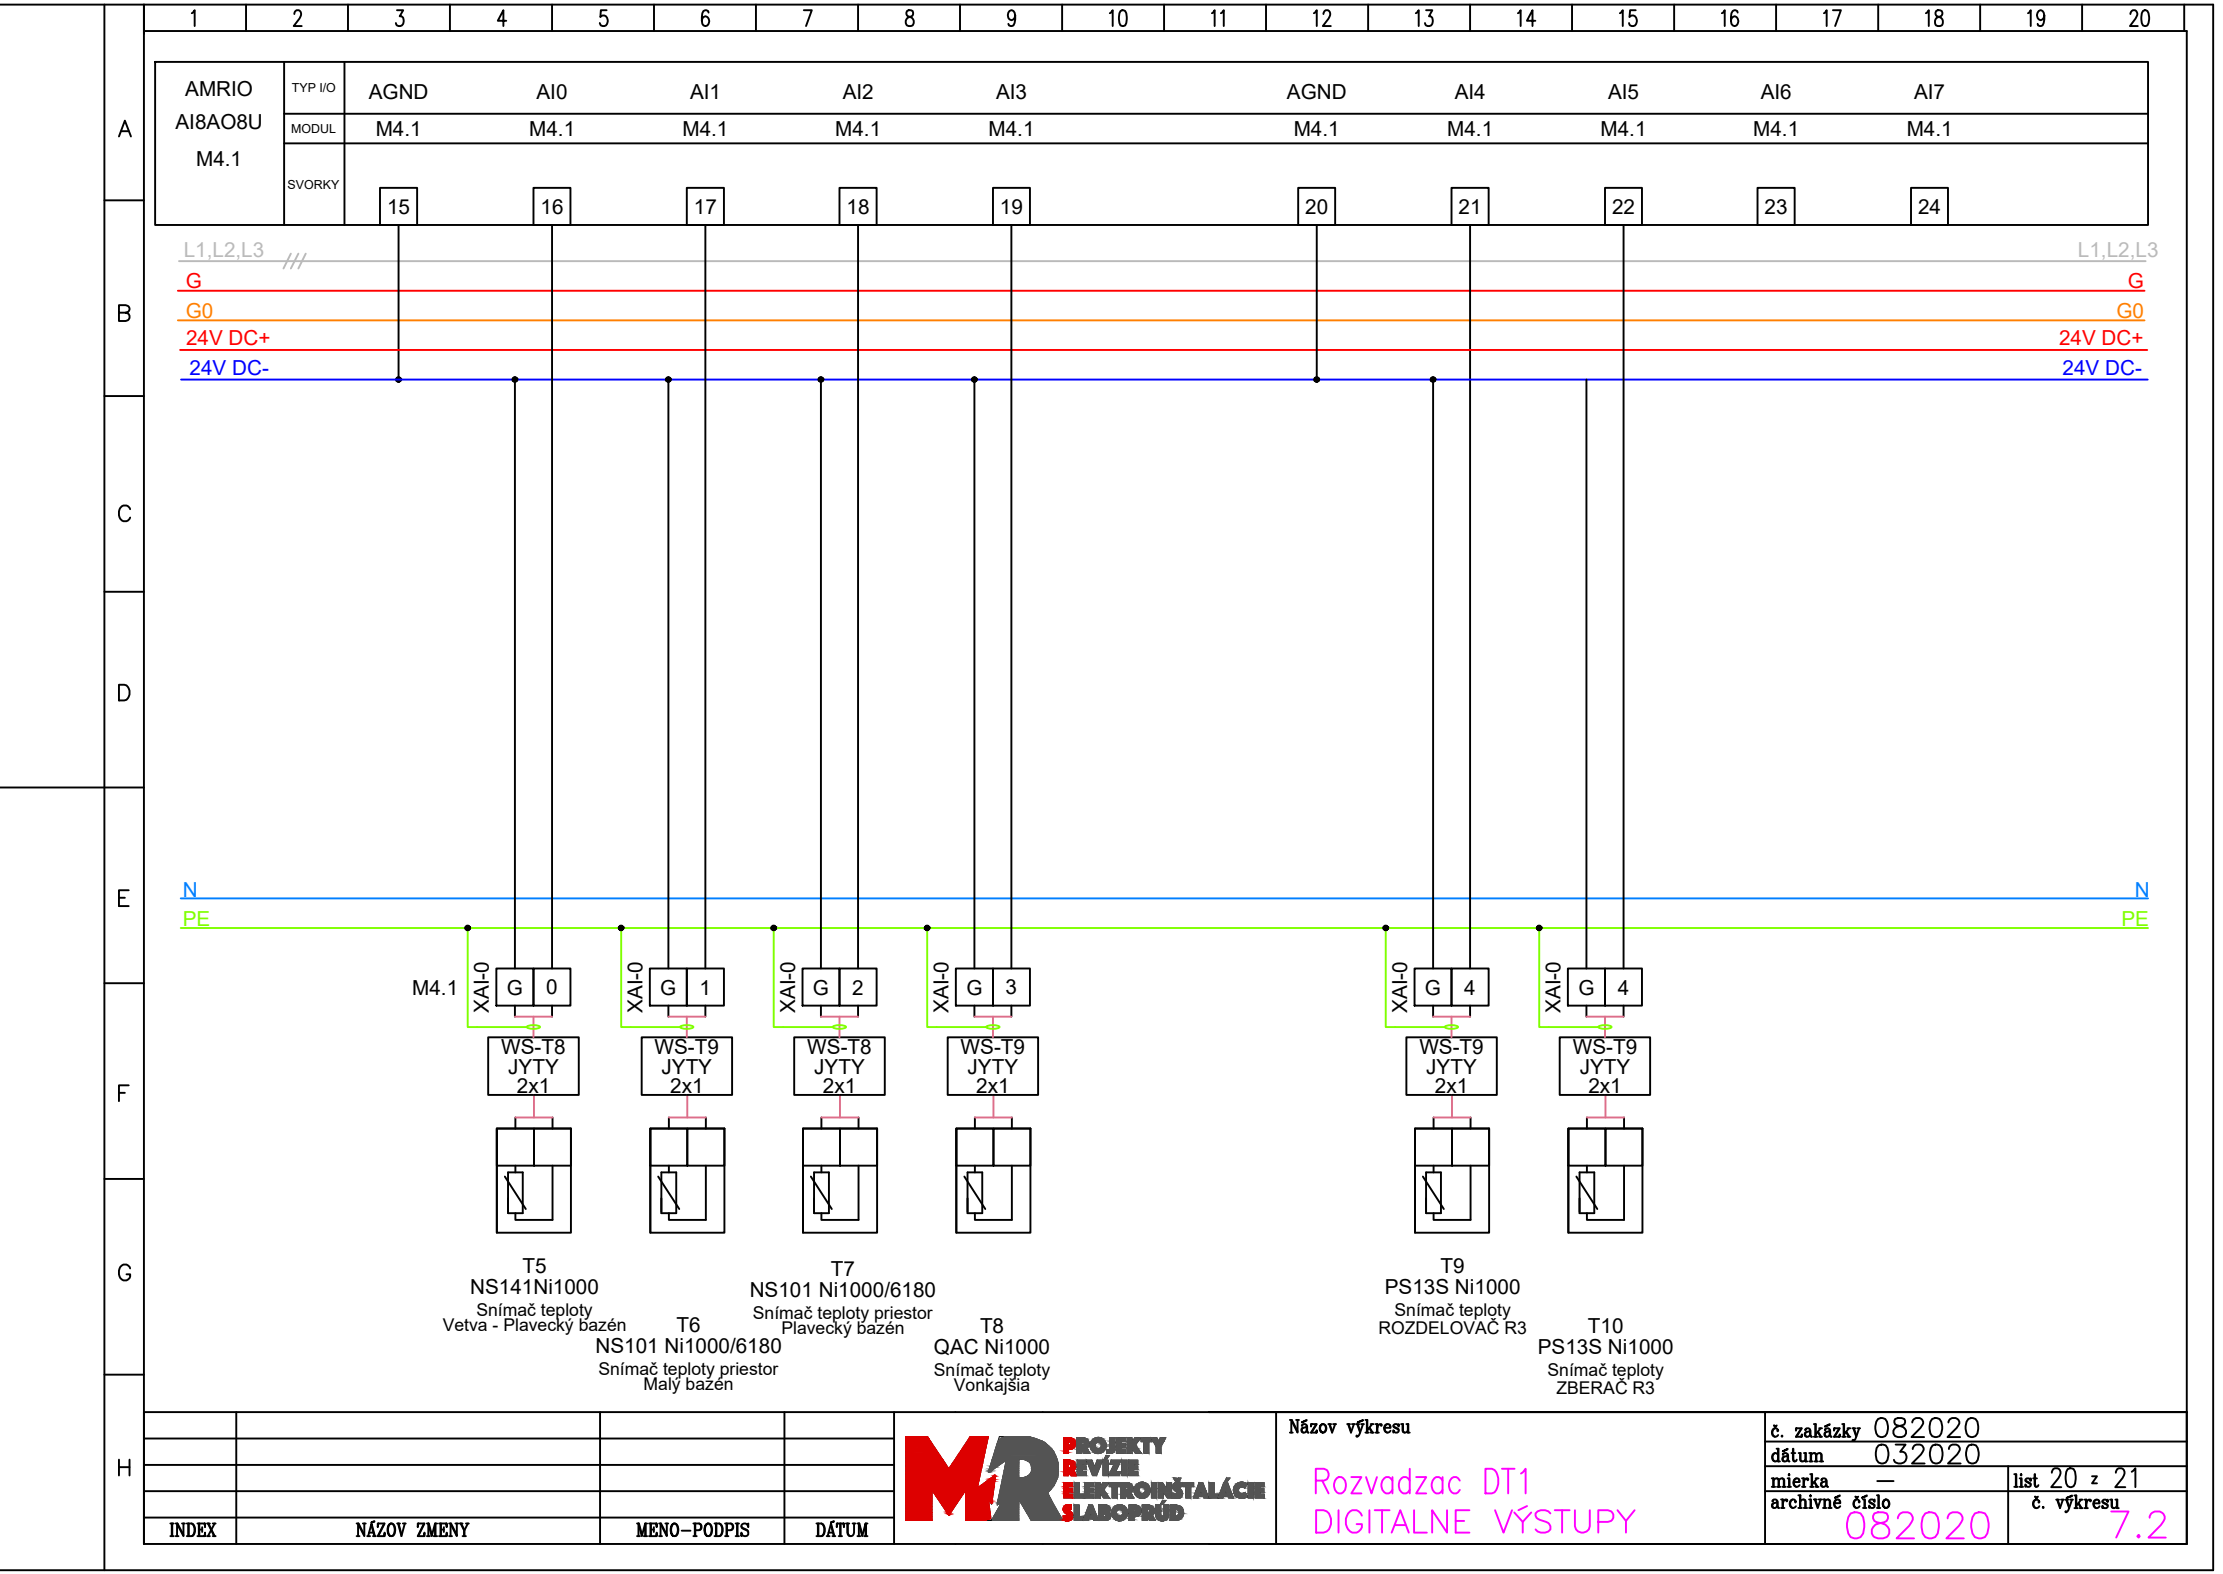 1 2 3 4 5 6 7 8 9 10 11 12 13 14 15 16 17 18 19 20
A
B
C
D
E
F
G
H
AMRIO
AI8AO8U
M4.1
TYP I/O AGND AI0 AI1 AI2 AI3 AGND AI4 AI5 AI6 AI7
MODUL M4.1 M4.1 M4.1 M4.1 M4.1 M4.1 M4.1 M4.1 M4.1 M4.1
SVORKY 15 16 17 18 19 20 21 22 23 24
L1,L2,L3 L1,L2,L3
G G
G0 G0
24V DC+ 24V DC+
24V DC- 24V DC-
N N
PE PE
M4.1 XAI-0 G 0 XAI-0 G 1 XAI-0 G 2 XAI-0 G 3 XAI-0 G 4 XAI-0 G 4
WS-T8 WS-T9 WS-T8 WS-T9 WS-T9 WS-T9
JYTY JYTY JYTY JYTY JYTY JYTY
2x1 2x1 2x1 2x1 2x1 2x1
T5
NS141Ni1000
Snímač teploty
Vetva - Plavecký bazén
T6
NS101 Ni1000/6180
Snímač teploty priestor
Malý bazén
T7
NS101 Ni1000/6180
Snímač teploty priestor
Plavecký bazén
T8
QAC Ni1000
Snímač teploty
Vonkajšia
T9
PS13S Ni1000
Snímač teploty
ROZDELOVAČ R3
T10
PS13S Ni1000
Snímač teploty
ZBERAČ R3
INDEX NÁZOV ZMENY MENO-PODPIS DÁTUM
MR
PROJEKTY
REVÍZIE
ELEKTROINŠTALÁCIE
SLABOPRÚD
Názov výkresu
Rozvadzac DT1
DIGITALNE VÝSTUPY
č. zakázky 082020
dátum 032020
mierka —
list 20 z 21
archivné číslo
082020
č. výkresu
7.2